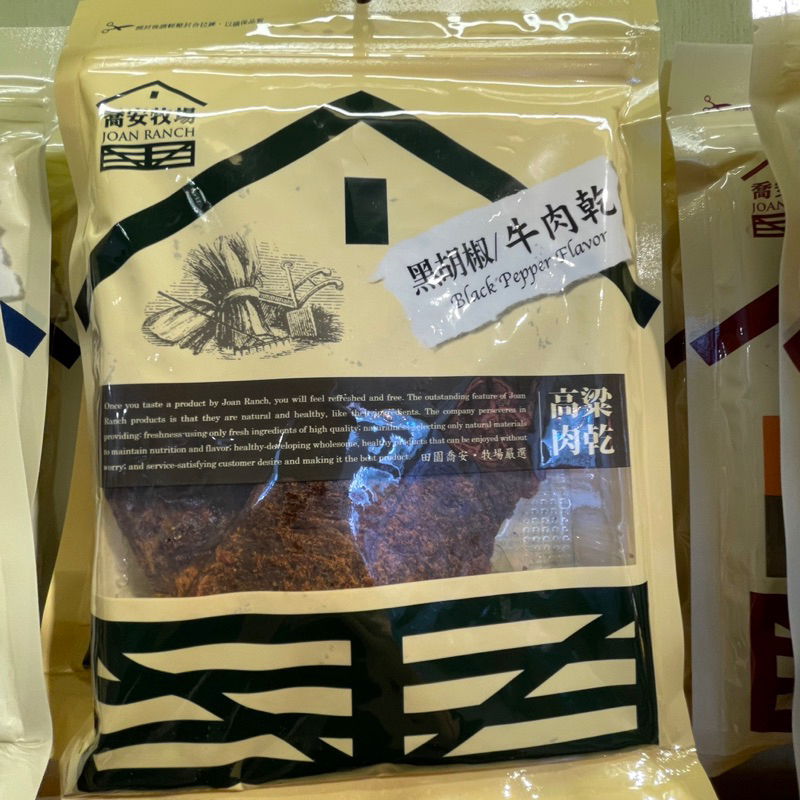 喬安牧場
JOAN RANCH
黑胡椒/牛肉乾
Black Pepper Flavor
Once you taste a product by Joan Ranch, you will feel refreshed and free. The outstanding feature of Joan
Ranch products is that they are natural and healthy, like their ingredients. The company perseveres in
providing: freshness-using only fresh ingredients of high quality; naturalness-selecting only natural materials
to maintain nutrition and flavor; healthy-developing wholesome, healthy products that can be enjoyed without
worry; and service-satisfying customer desire and making it the best product. 田園喬安・牧場嚴選
高粱
肉乾